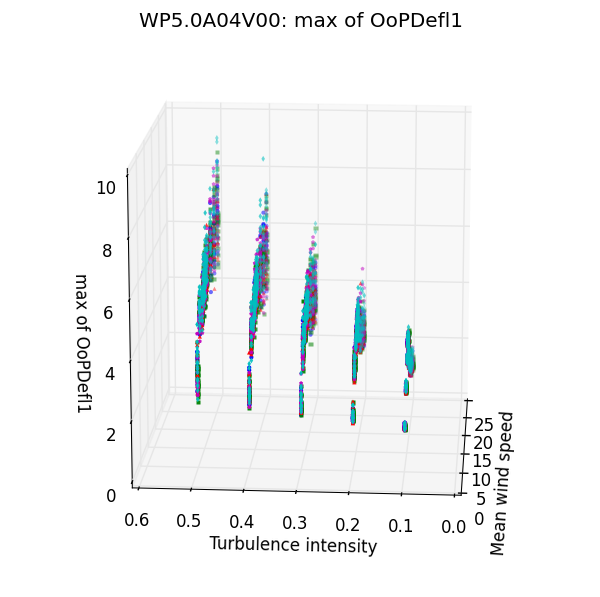 WP5.0A04V00: max of OoPDefl1
10
8
6
4
2
0
max of OoPDefl1
0.6 0.5 0.4 0.3 0.2 0.1 0.0
Turbulence intensity
25
20
15
10
5
0
Mean wind speed